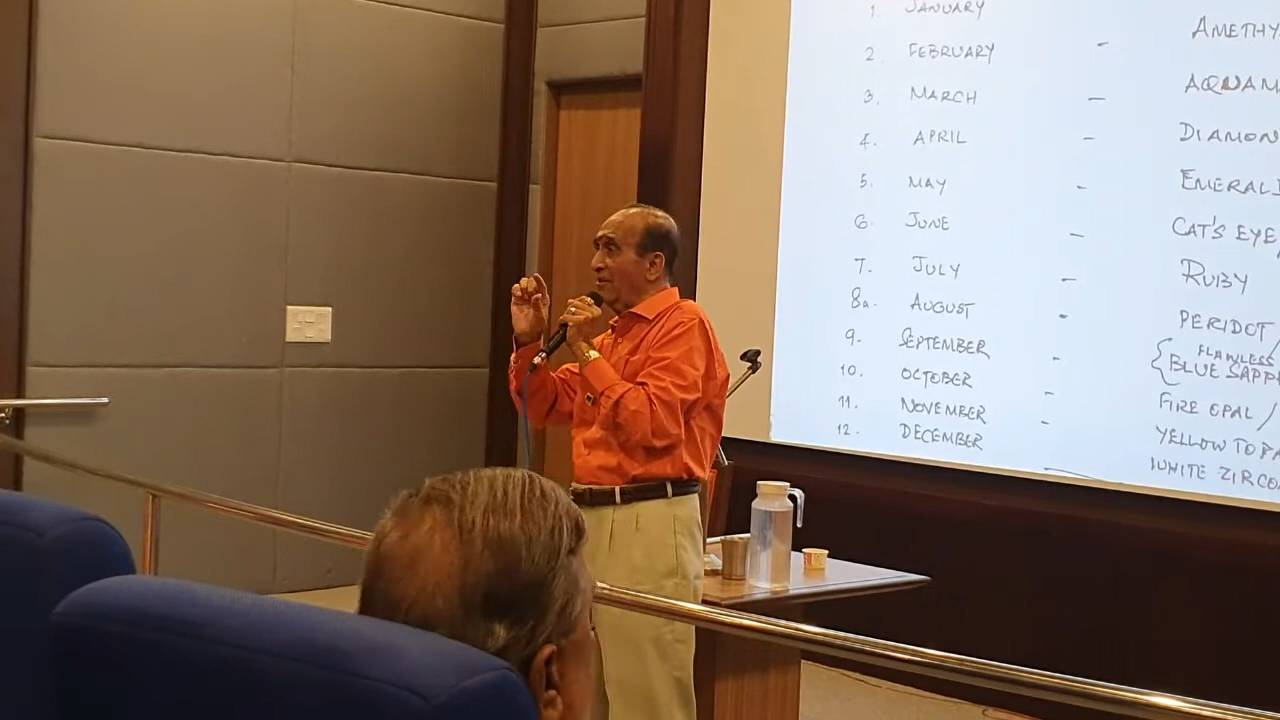 1. JANUARY
2. FEBRUARY - AMETHY
3. MARCH - AQUAM
4. APRIL - DIAMON
5. MAY - EMERAL
6. JUNE - CAT'S EYE,
7. JULY - RUBY
8a. AUGUST - PERIDOT /
9. SEPTEMBER - { FLAWLESS
BLUE SAPP
10. OCTOBER - FIRE OPAL /
11. NOVEMBER - YELLOW TOPA
12. DECEMBER - WHITE ZIRCO